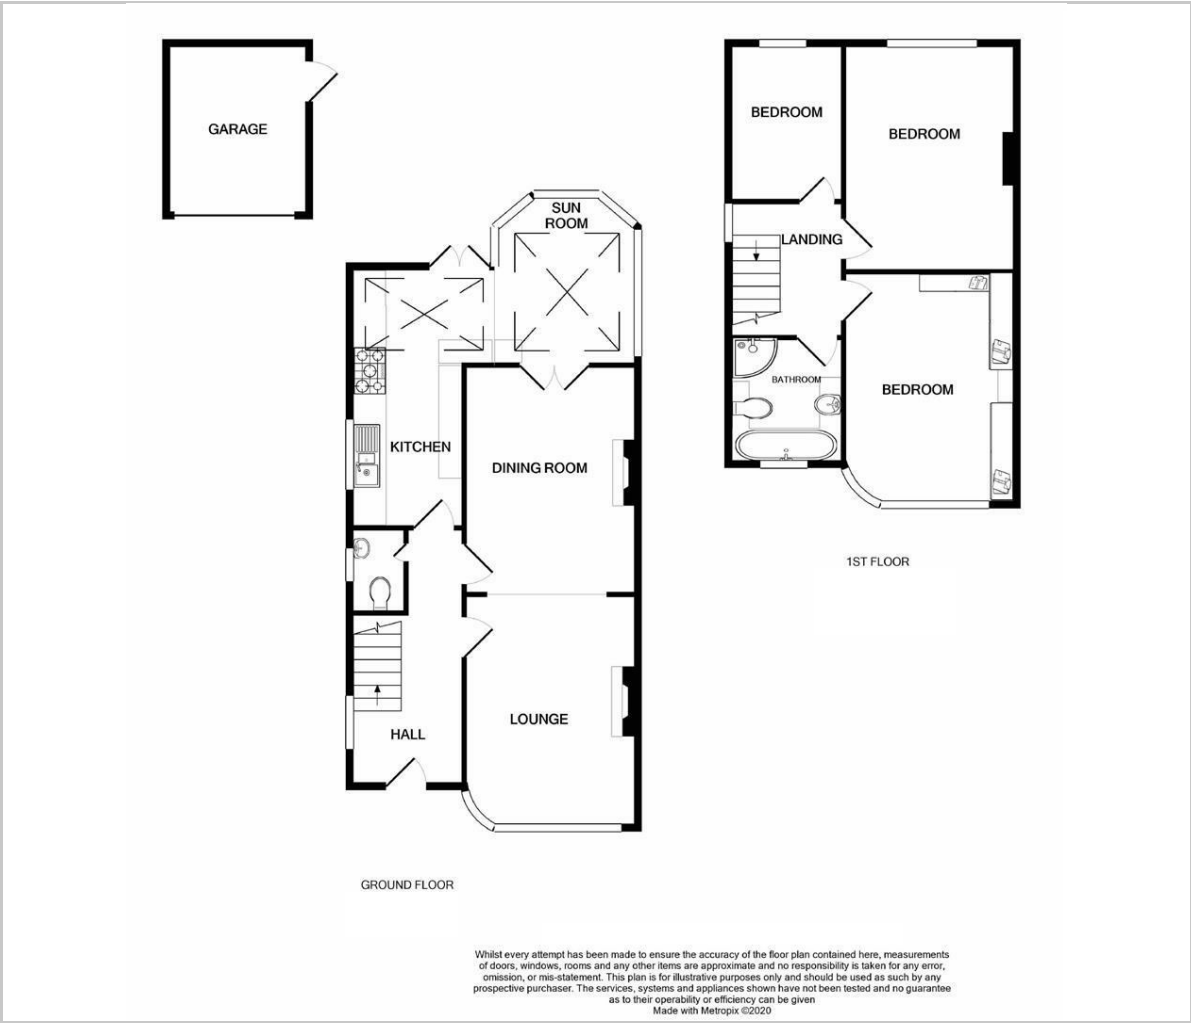 GARAGE
SUN
ROOM
KITCHEN
DINING ROOM
LOUNGE
HALL
GROUND FLOOR
BEDROOM
BEDROOM
LANDING
BATHROOM
BEDROOM
1ST FLOOR
Whilst every attempt has been made to ensure the accuracy of the floor plan contained here, measurements
of doors, windows, rooms and any other items are approximate and no responsibility is taken for any error,
omission, or mis-statement. This plan is for illustrative purposes only and should be used as such by any
prospective purchaser. The services, systems and appliances shown have not been tested and no guarantee
as to their operability or efficiency can be given
Made with Metropix ©2020